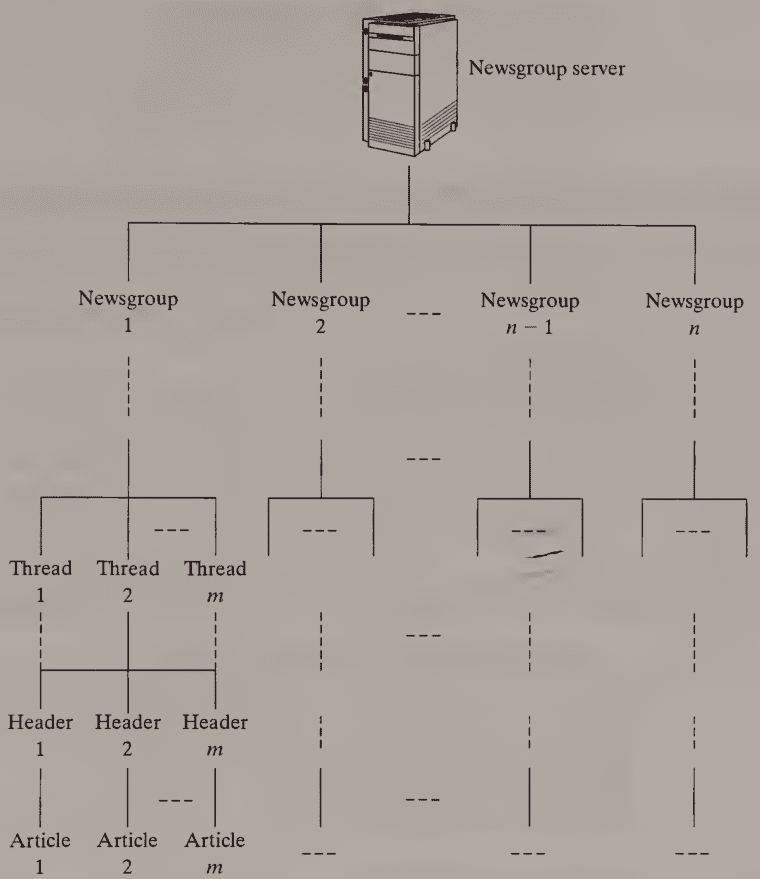 Newsgroup server
Newsgroup
1
Newsgroup
2
Newsgroup
n − 1
Newsgroup
n
Thread
1
Thread
2
Thread
m
Header
1
Header
2
Header
m
Article
1
Article
2
Article
m